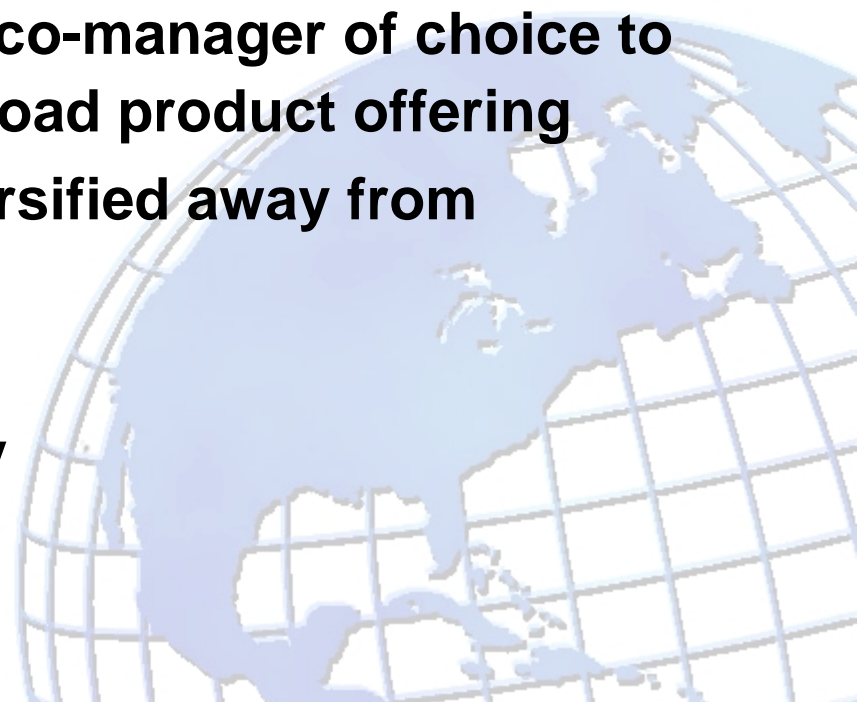 co-manager of choice to
oad product offering
rsified away from